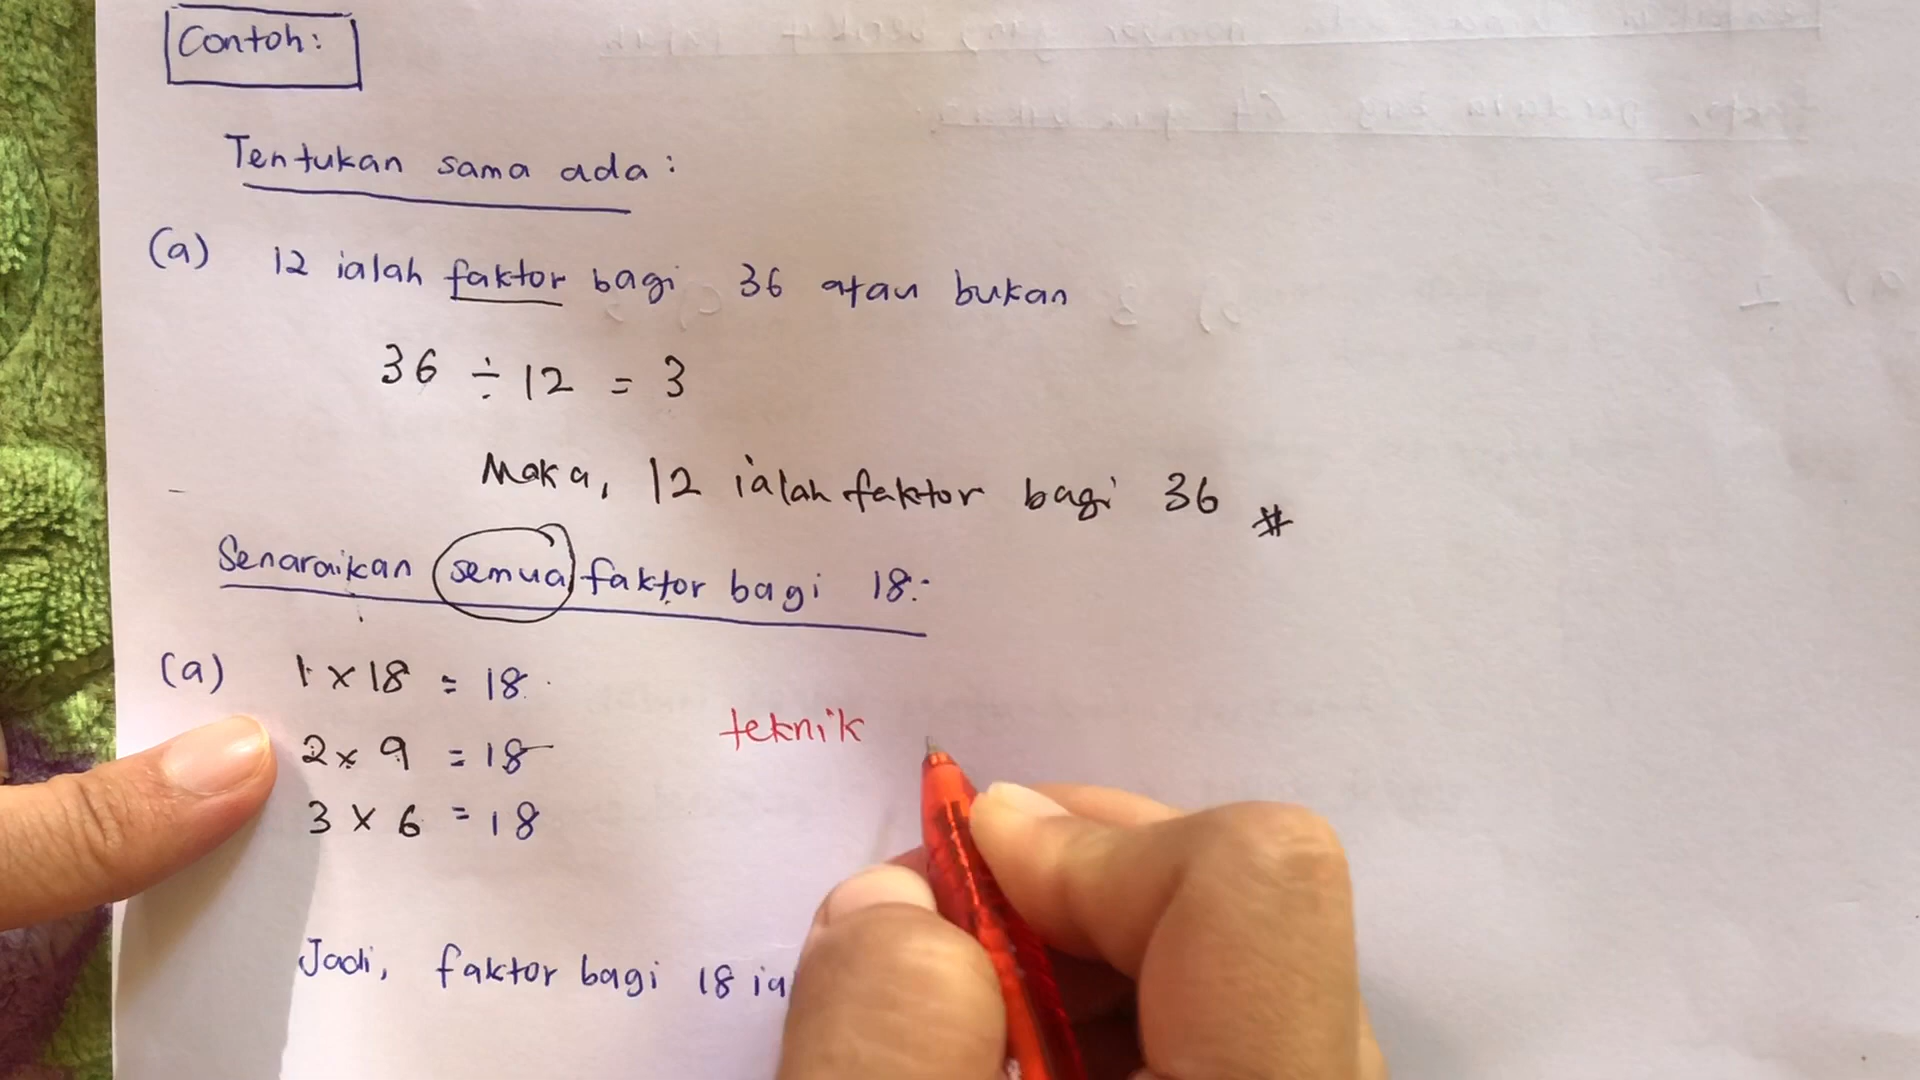 Contoh:
Tentukan sama ada:
(a) 12 ialah faktor bagi 36 atau bukan
36 ÷ 12 = 3
Maka, 12 ialah faktor bagi 36 #
Senaraikan semua faktor bagi 18:-
(a) 1 x 18 = 18
2 x 9 = 18
teknik
3 x 6 = 18
Jadi, faktor bagi 18 ia